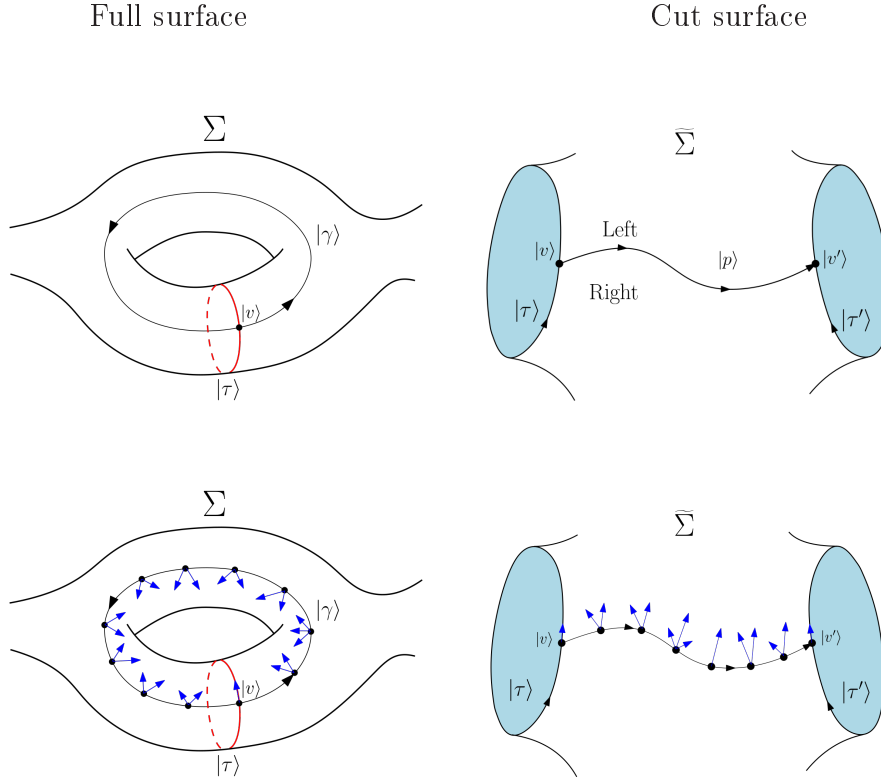 Full surface
Cut surface
Σ
Σ̃
|γ⟩
|v⟩
|τ⟩
Left
Right
|v⟩
|p⟩
|v'⟩
|τ⟩
|τ'⟩
Σ
Σ̃
|γ⟩
|v⟩
|τ⟩
|v⟩
|v'⟩
|τ⟩
|τ'⟩